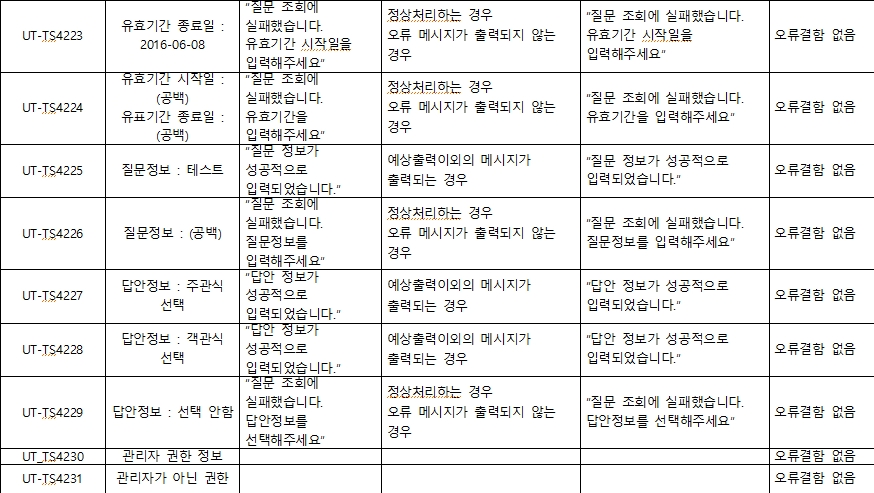 UT-TS4223
유효기간 종료일 :
2016-06-08
"질문 조회에
실패했습니다.
유효기간 시작일을
입력해주세요"
정상처리하는 경우
오류 메시지가 출력되지 않는
경우
"질문 조회에 실패했습니다.
유효기간 시작일을
입력해주세요"
오류결함 없음
UT-TS4224
유효기간 시작일 :
(공백)
유표기간 종료일 :
(공백)
"질문 조회에
실패했습니다.
유효기간을
입력해주세요"
정상처리하는 경우
오류 메시지가 출력되지 않는
경우
"질문 조회에 실패했습니다.
유효기간을 입력해주세요"
오류결함 없음
UT-TS4225
질문정보 : 테스트
"질문 정보가
성공적으로
입력되었습니다."
예상출력이외의 메시지가
출력되는 경우
"질문 정보가 성공적으로
입력되었습니다."
오류결함 없음
UT-TS4226
질문정보 : (공백)
"질문 조회에
실패했습니다.
질문정보를
입력해주세요"
정상처리하는 경우
오류 메시지가 출력되지 않는
경우
"질문 조회에 실패했습니다.
질문정보를 입력해주세요"
오류결함 없음
UT-TS4227
답안정보 : 주관식
선택
"답안 정보가
성공적으로
입력되었습니다."
예상출력이외의 메시지가
출력되는 경우
"답안 정보가 성공적으로
입력되었습니다."
오류결함 없음
UT-TS4228
답안정보 : 객관식
선택
"답안 정보가
성공적으로
입력되었습니다."
예상출력이외의 메시지가
출력되는 경우
"답안 정보가 성공적으로
입력되었습니다."
오류결함 없음
UT-TS4229
답안정보 : 선택 안함
"질문 조회에
실패했습니다.
답안정보를
선택해주세요"
정상처리하는 경우
오류 메시지가 출력되지 않는
경우
"질문 조회에 실패했습니다.
답안정보를 선택해주세요"
오류결함 없음
UT_TS4230
관리자 권한 정보
오류결함 없음
UT-TS4231
관리자가 아닌 권한
오류결함 없음